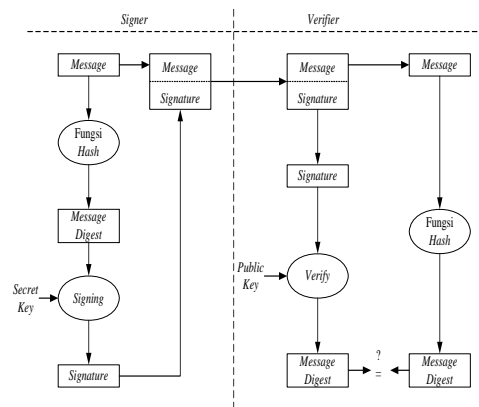 Signer
Verifier
Message
Message
Signature
Message
Signature
Message
Fungsi
Hash
Signature
Message
Digest
Fungsi
Hash
Secret
Key
Signing
Public
Key
Verify
Signature
Message
Digest
?
=
Message
Digest